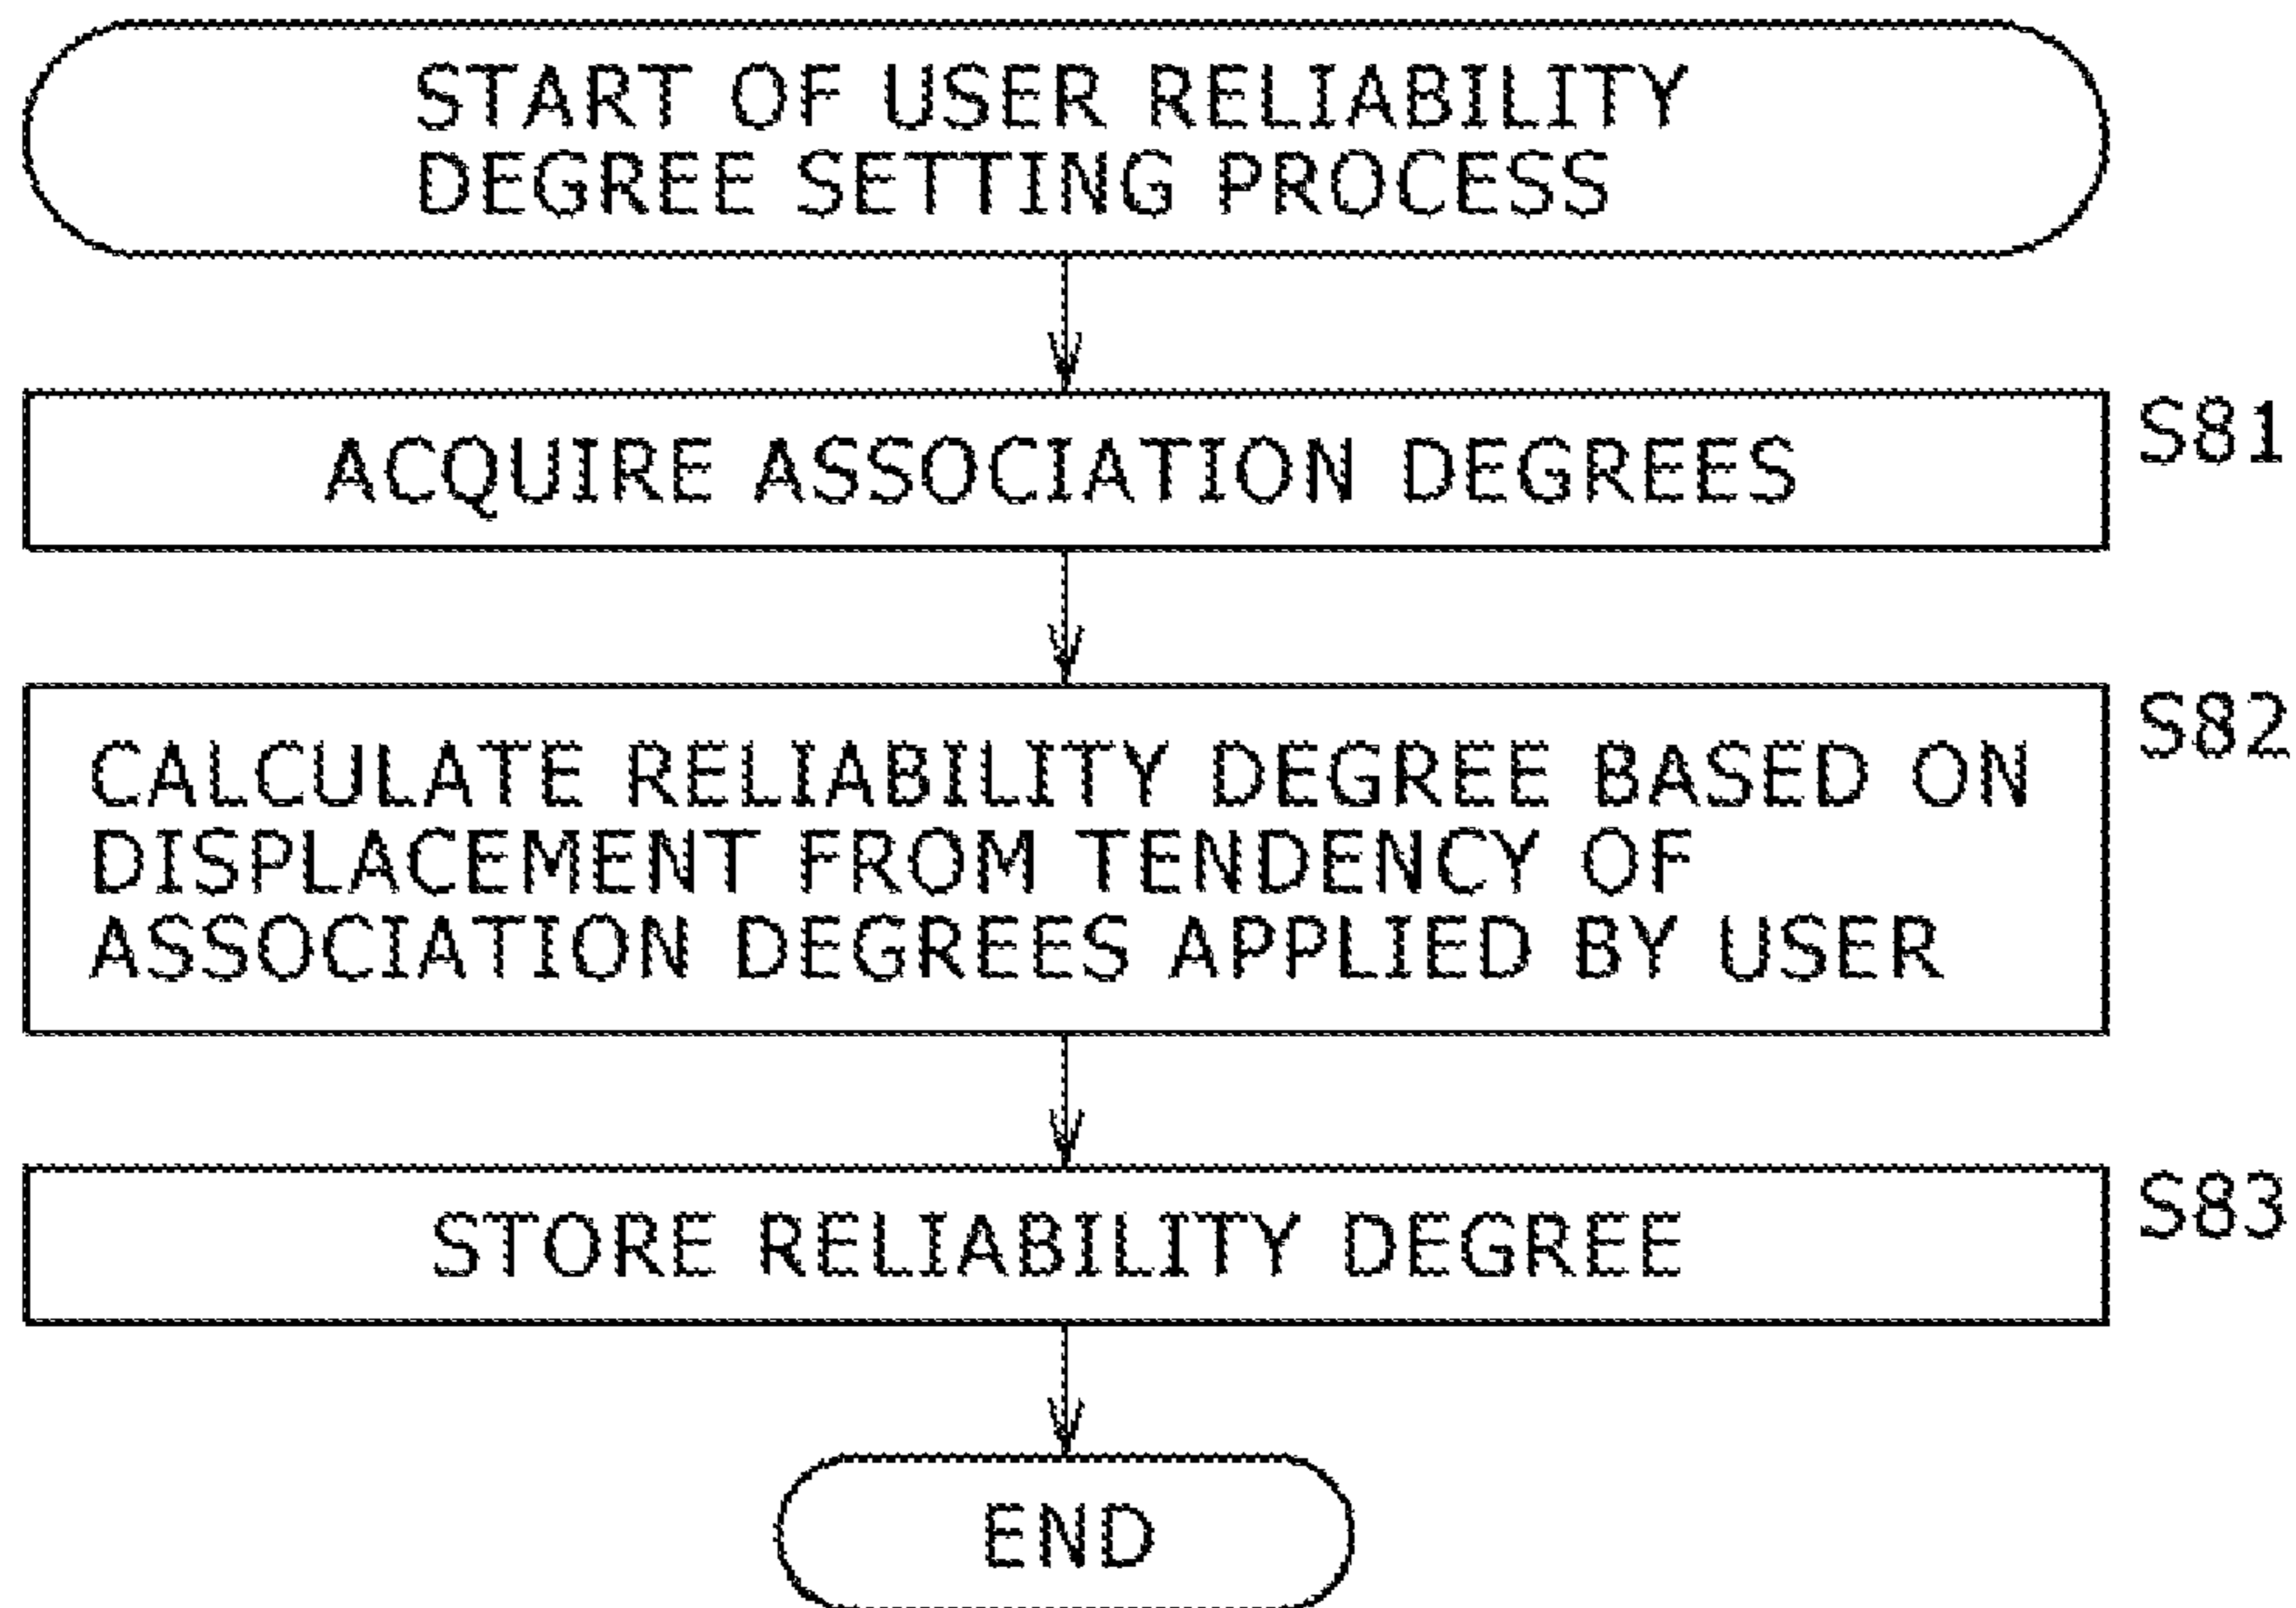 START OF USER RELIABILITY
DEGREE SETTING PROCESS
ACQUIRE ASSOCIATION DEGREES
S81
CALCULATE RELIABILITY DEGREE BASED ON
DISPLACEMENT FROM TENDENCY OF
ASSOCIATION DEGREES APPLIED BY USER
S82
STORE RELIABILITY DEGREE
S83
END